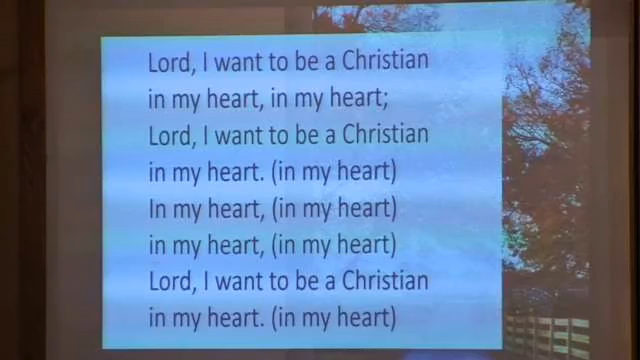 Lord, I want to be a Christian
in my heart, in my heart;
Lord, I want to be a Christian
in my heart. (in my heart)
In my heart, (in my heart)
in my heart, (in my heart)
Lord, I want to be a Christian
in my heart. (in my heart)